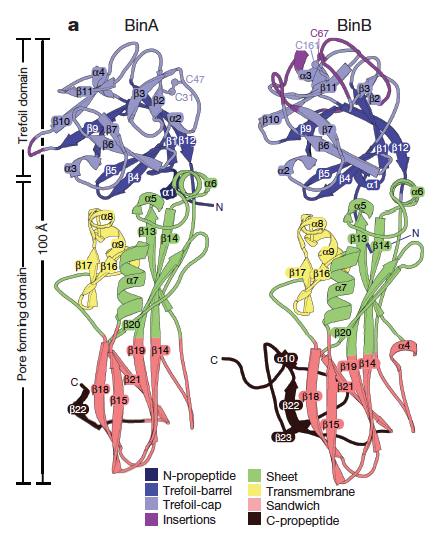 a BinA BinB
C67
C161
α4
β11
β3
β2
C47
C31
α3
β11
β3
β2
β10
β9
β7
β6
α2
β1
β12
β10
β9
β7
β6
β1
β12
α3
β5
β4
α1
α6
α2
β5
β4
α1
α6
N
α5
α8
β13
β14
α9
β17
β16
α7
β20
α5
α8
N
β13
β14
α9
β17
β16
α7
β20
β19
β14
β21
β18
β15
C
β22
α4
β19
β14
β21
β18
β15
C
α10
β22
β23
Trefoil domain
100 Å
Pore forming domain
N-propeptide
Trefoil-barrel
Trefoil-cap
Insertions
Sheet
Transmembrane
Sandwich
C-propeptide